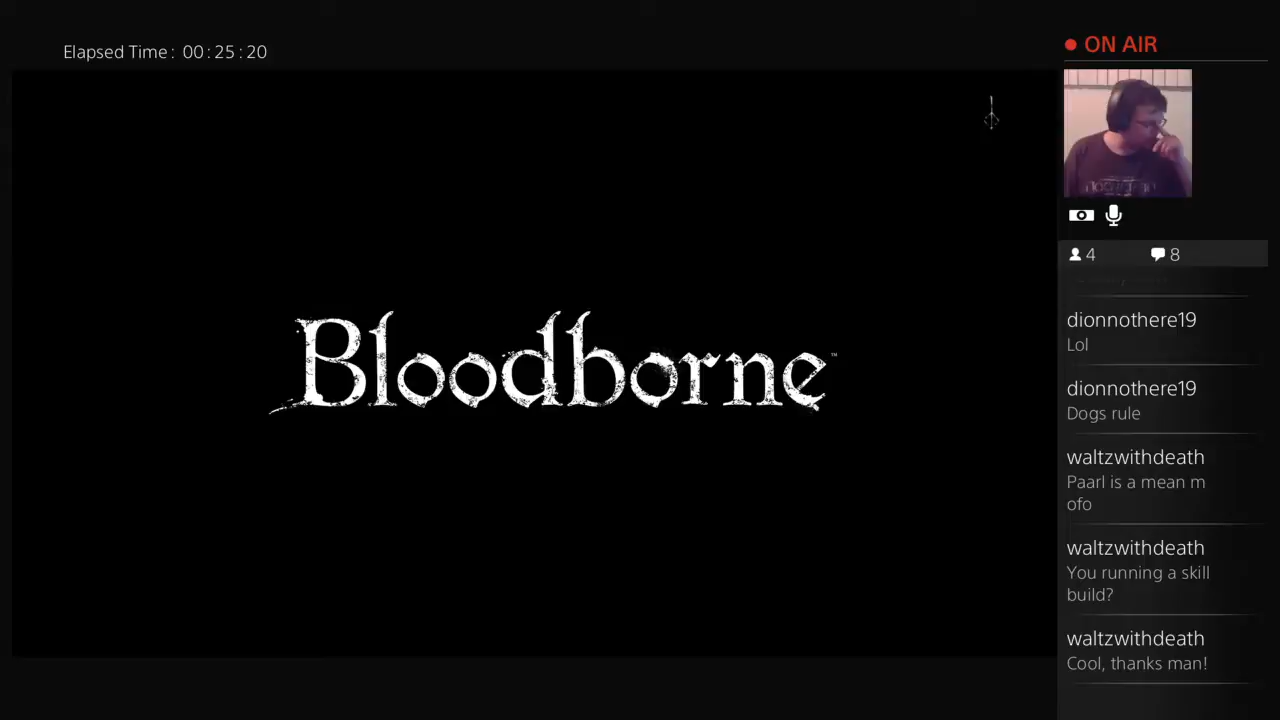 Elapsed Time: 00:25:20
ON AIR
4 8
Bloodborne™
dionnothere19
Lol
dionnothere19
Dogs rule
waltzwithdeath
Paarl is a mean m
ofo
waltzwithdeath
You running a skill
build?
waltzwithdeath
Cool, thanks man!